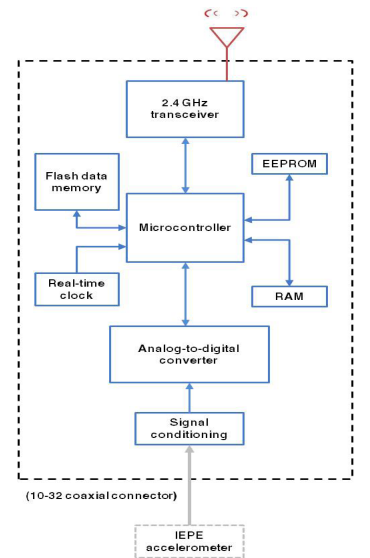 2.4 GHz
transceiver
Flash data
memory
EEPROM
Microcontroller
Real-time
clock
RAM
Analog-to-digital
converter
Signal
conditioning
(10-32 coaxial connector)
IEPE
accelerometer